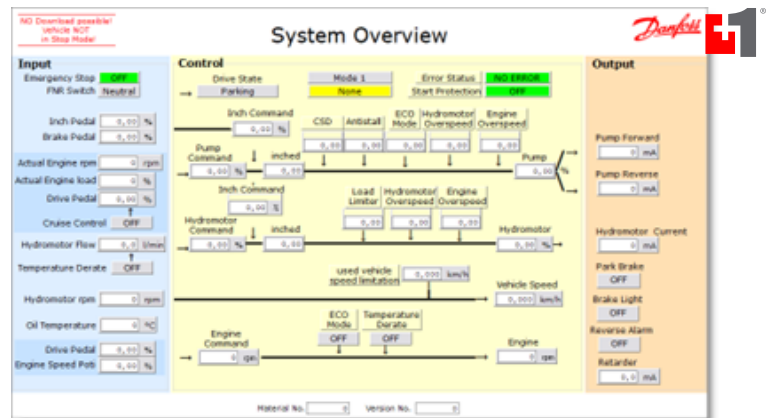 NO Download possible!
Vehicle NOT
in Stop Mode!
System Overview
Danfoss
+1
®
Input
Emergency Stop OFF
FNR Switch Neutral
Inch Pedal 0,00 %
Brake Pedal 0,00 %
Actual Engine rpm 0 rpm
Actual Engine load 0 %
Drive Pedal 0,00 %
Cruise Control OFF
Hydromotor Flow 0,0 l/min
Temperature Derate OFF
Hydromotor rpm 0 rpm
Oil Temperature 0 ºC
Drive Pedal 0,00 %
Engine Speed Poti 0,00 %
Control
Drive State Mode 1 Error Status NO ERROR
Parking None Start Protection OFF
Inch Command
0,00 %
CSD Antistall ECO Mode Hydromotor Overspeed Engine Overspeed
0,00 0,00 0,00 0,00 0,00
Pump Command inched Pump
0,00 % 0,00 0,00 %
Inch Command
0,00 %
Load Limiter Hydromotor Overspeed Engine Overspeed
0,00 0,00 0,00
Hydromotor Command inched Hydromotor
0,00 % 0,00 0,00 %
used vehicle
speed limitation 0,000 km/h
Vehicle Speed
0,000 km/h
ECO Mode Temperature Derate
OFF OFF
Engine Command Engine
0 rpm 0 rpm
Output
Pump Forward
0 mA
Pump Reverse
0 mA
Hydromotor Current
0 mA
Park Brake
OFF
Brake Light
OFF
Reverse Alarm
OFF
Retarder
0,0 mA
Material No. 0 Version No. 0